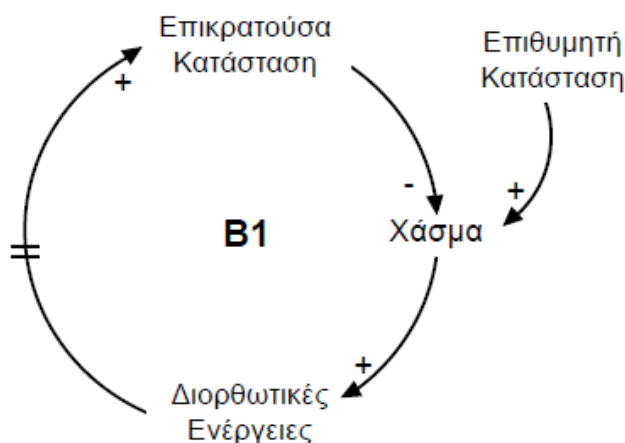 Επικρατούσα
Κατάσταση
Επιθυμητή
Κατάσταση
+
-
+
B1
Χάσμα
+
Διορθωτικές
Ενέργειες